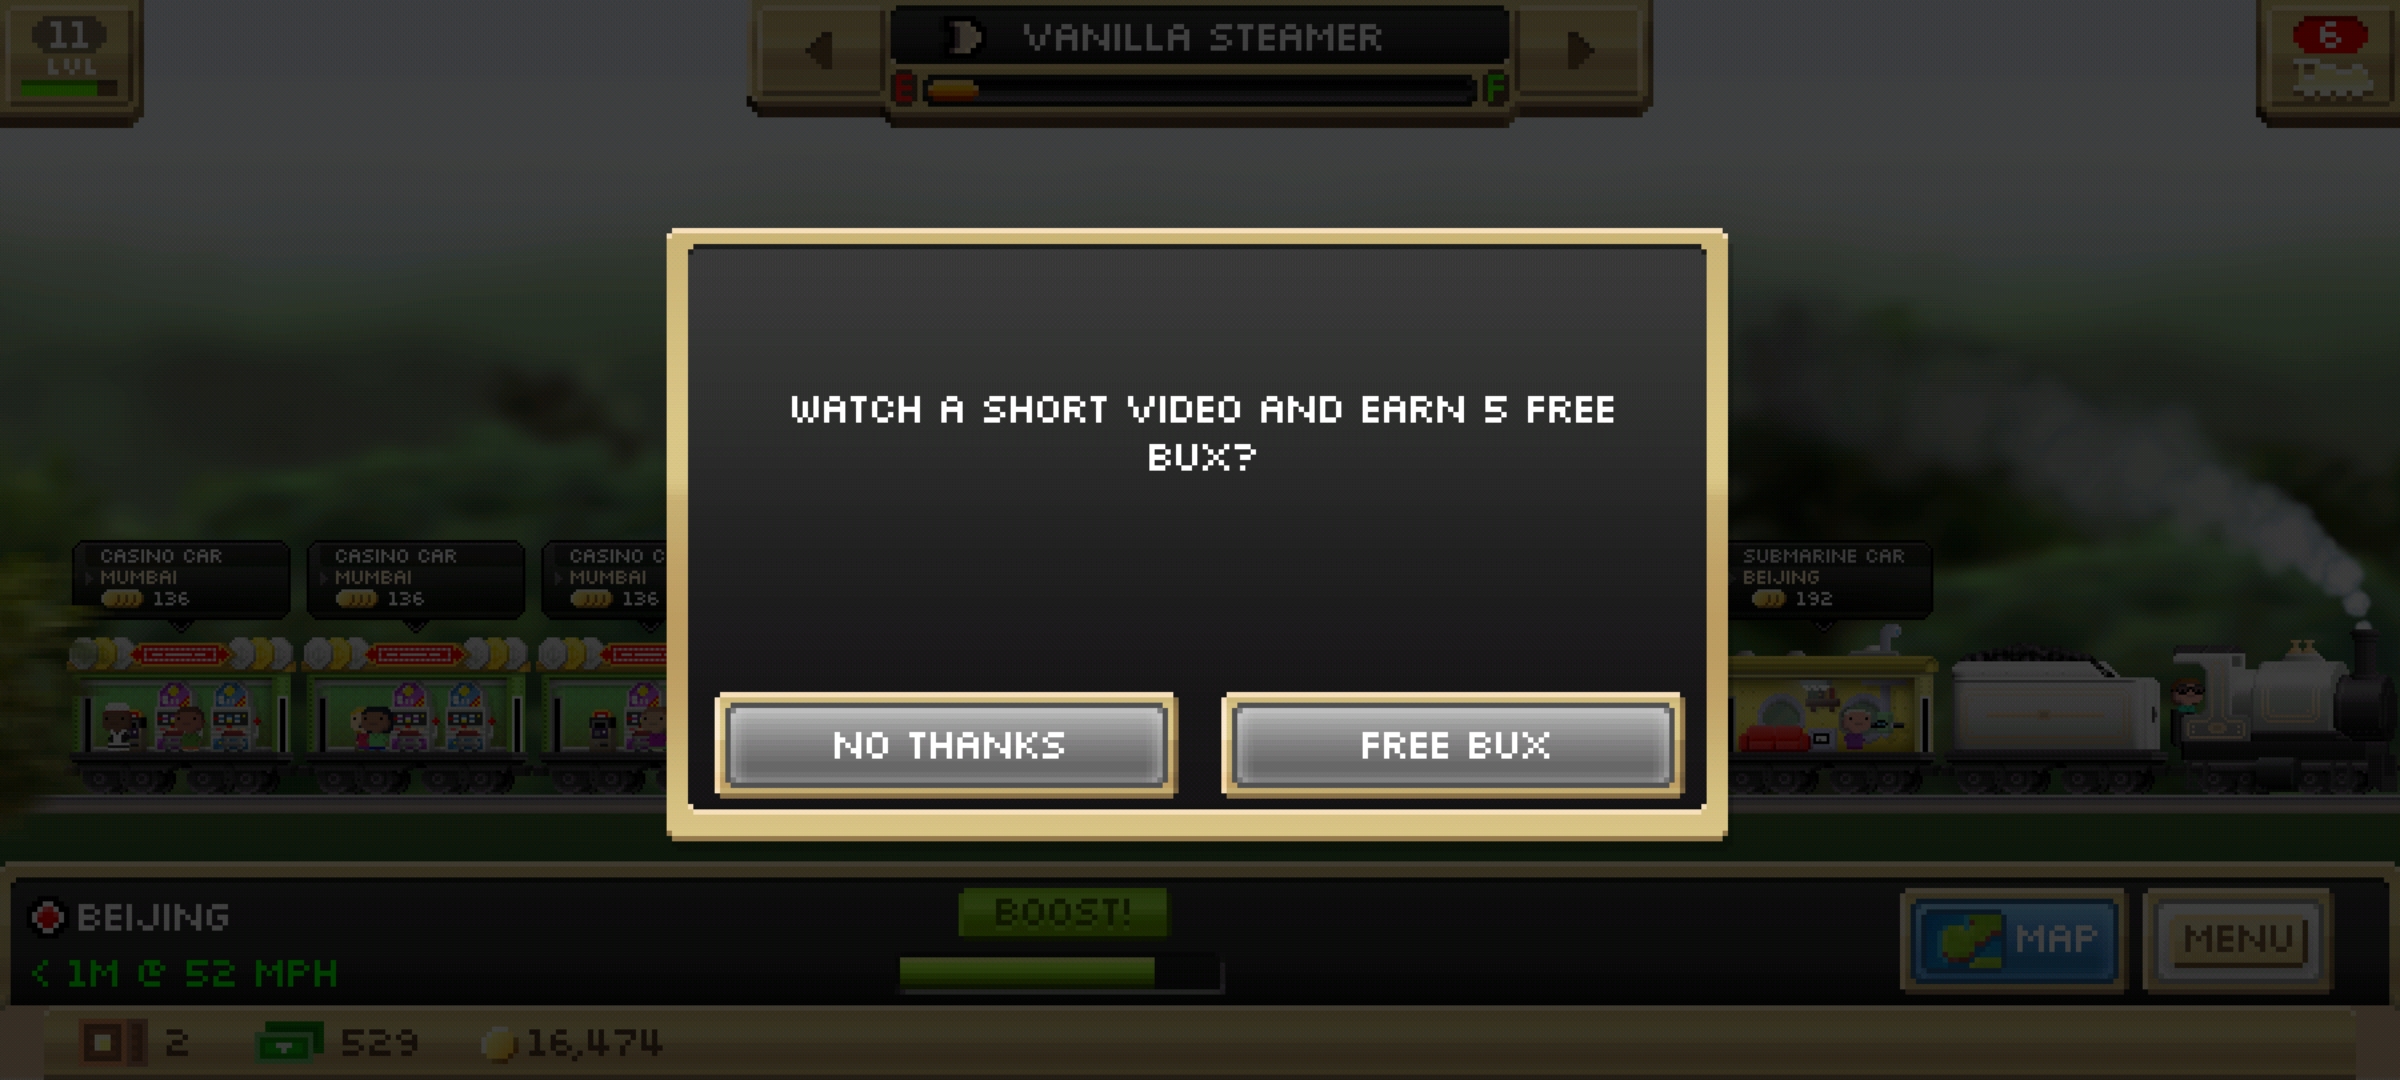 11
LVL
VANILLA STEAMER
E
F
6
WATCH A SHORT VIDEO AND EARN 5 FREE
BUX?
NO THANKS
FREE BUX
CASINO CAR
MUMBAI
136
CASINO CAR
MUMBAI
136
CASINO C
MUMBAI
136
SUBMARINE CAR
BEIJING
192
BEIJING
< 1M @ 52 MPH
BOOST!
MAP
MENU
2
529
16,474